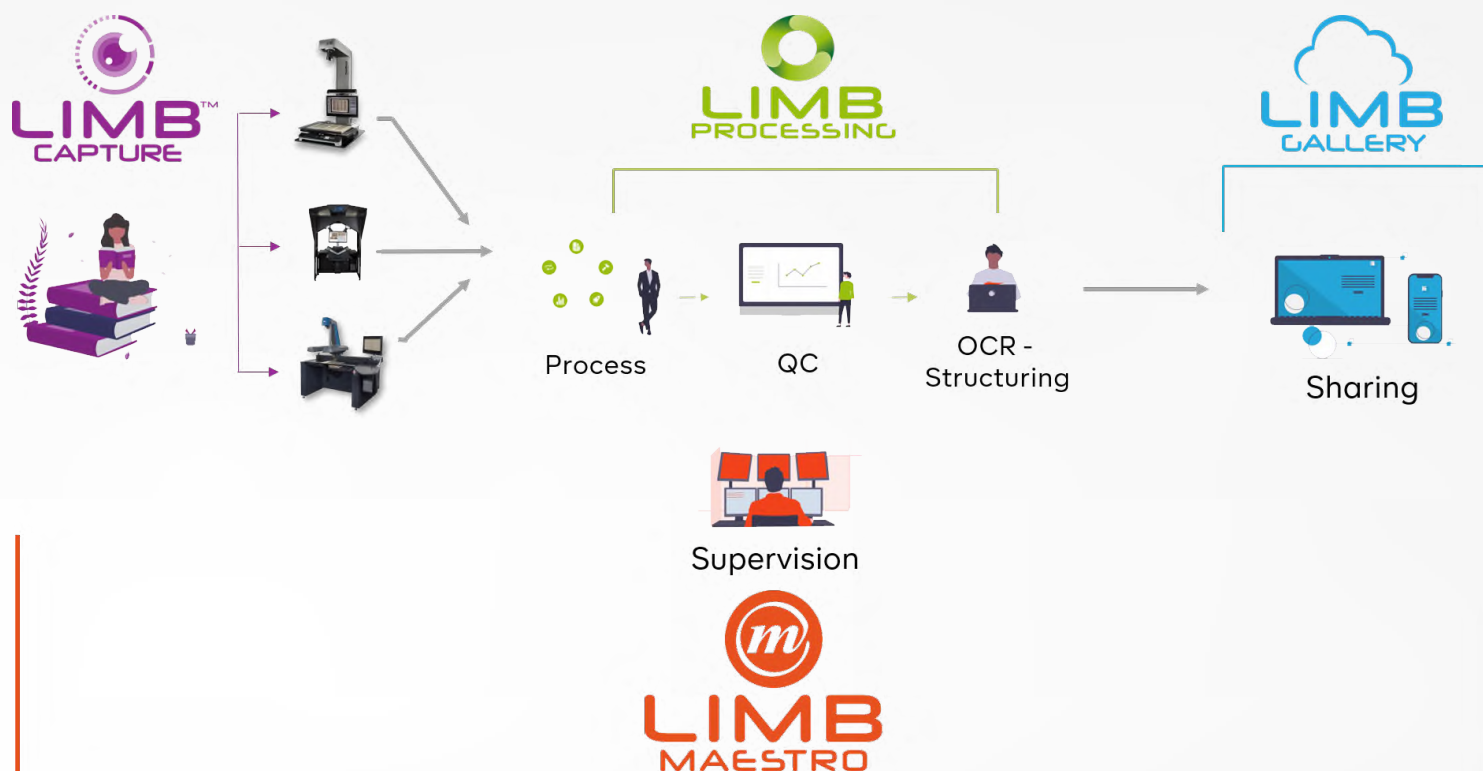 LIMB™
CAPTURE
LIMB
PROCESSING
LIMB
GALLERY
Process
QC
OCR -
Structuring
Sharing
Supervision
m
LIMB
MAESTRO